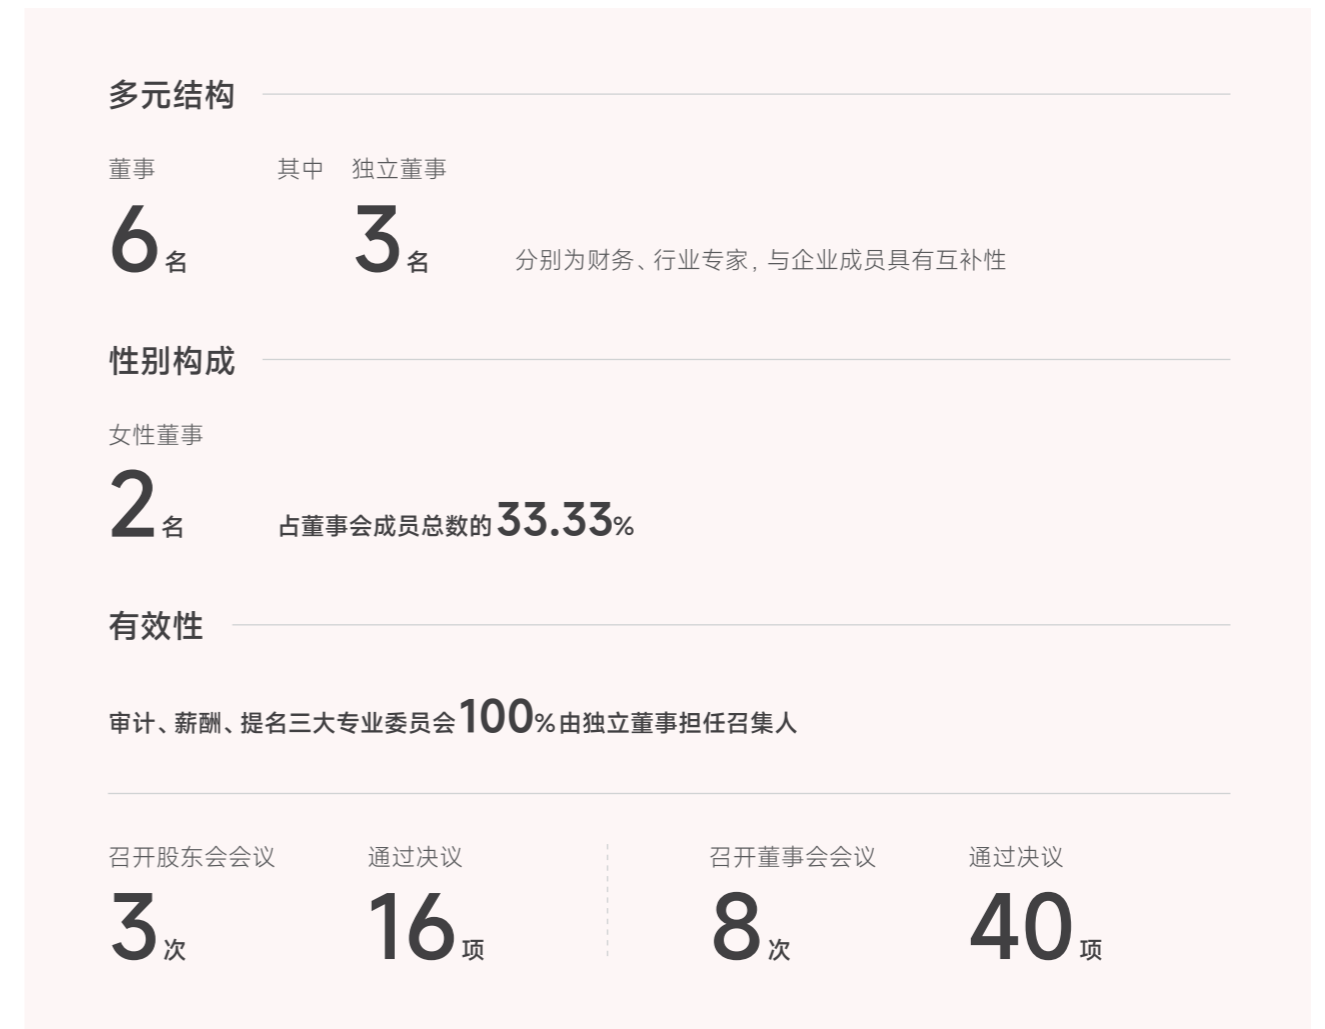 多元结构
董事 其中 独立董事
6名 3名 分别为财务、行业专家，与企业成员具有互补性
性别构成
女性董事
2名 占董事会成员总数的33.33%
有效性
审计、薪酬、提名三大专业委员会100%由独立董事担任召集人
召开股东会会议 通过决议 召开董事会会议 通过决议
3次 16项 8次 40项